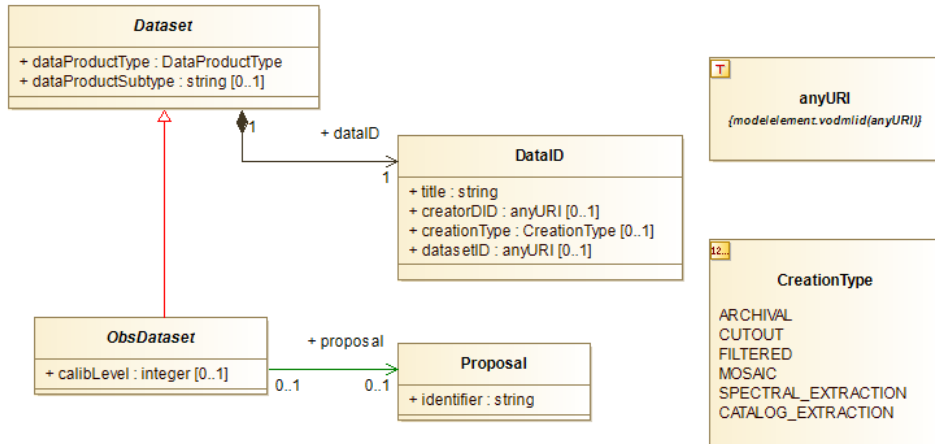 Dataset
+ dataProductType : DataProductType
+ dataProductSubtype : string [0..1]
1
+ dataID
1
DataID
+ title : string
+ creatorDID : anyURI [0..1]
+ creationType : CreationType [0..1]
+ datasetID : anyURI [0..1]
T
anyURI
{modelelement.vodmlid(anyURI)}
ObsDataset
+ calibLevel : integer [0..1]
+ proposal
0..1
0..1
Proposal
+ identifier : string
12...
CreationType
ARCHIVAL
CUTOUT
FILTERED
MOSAIC
SPECTRAL_EXTRACTION
CATALOG_EXTRACTION